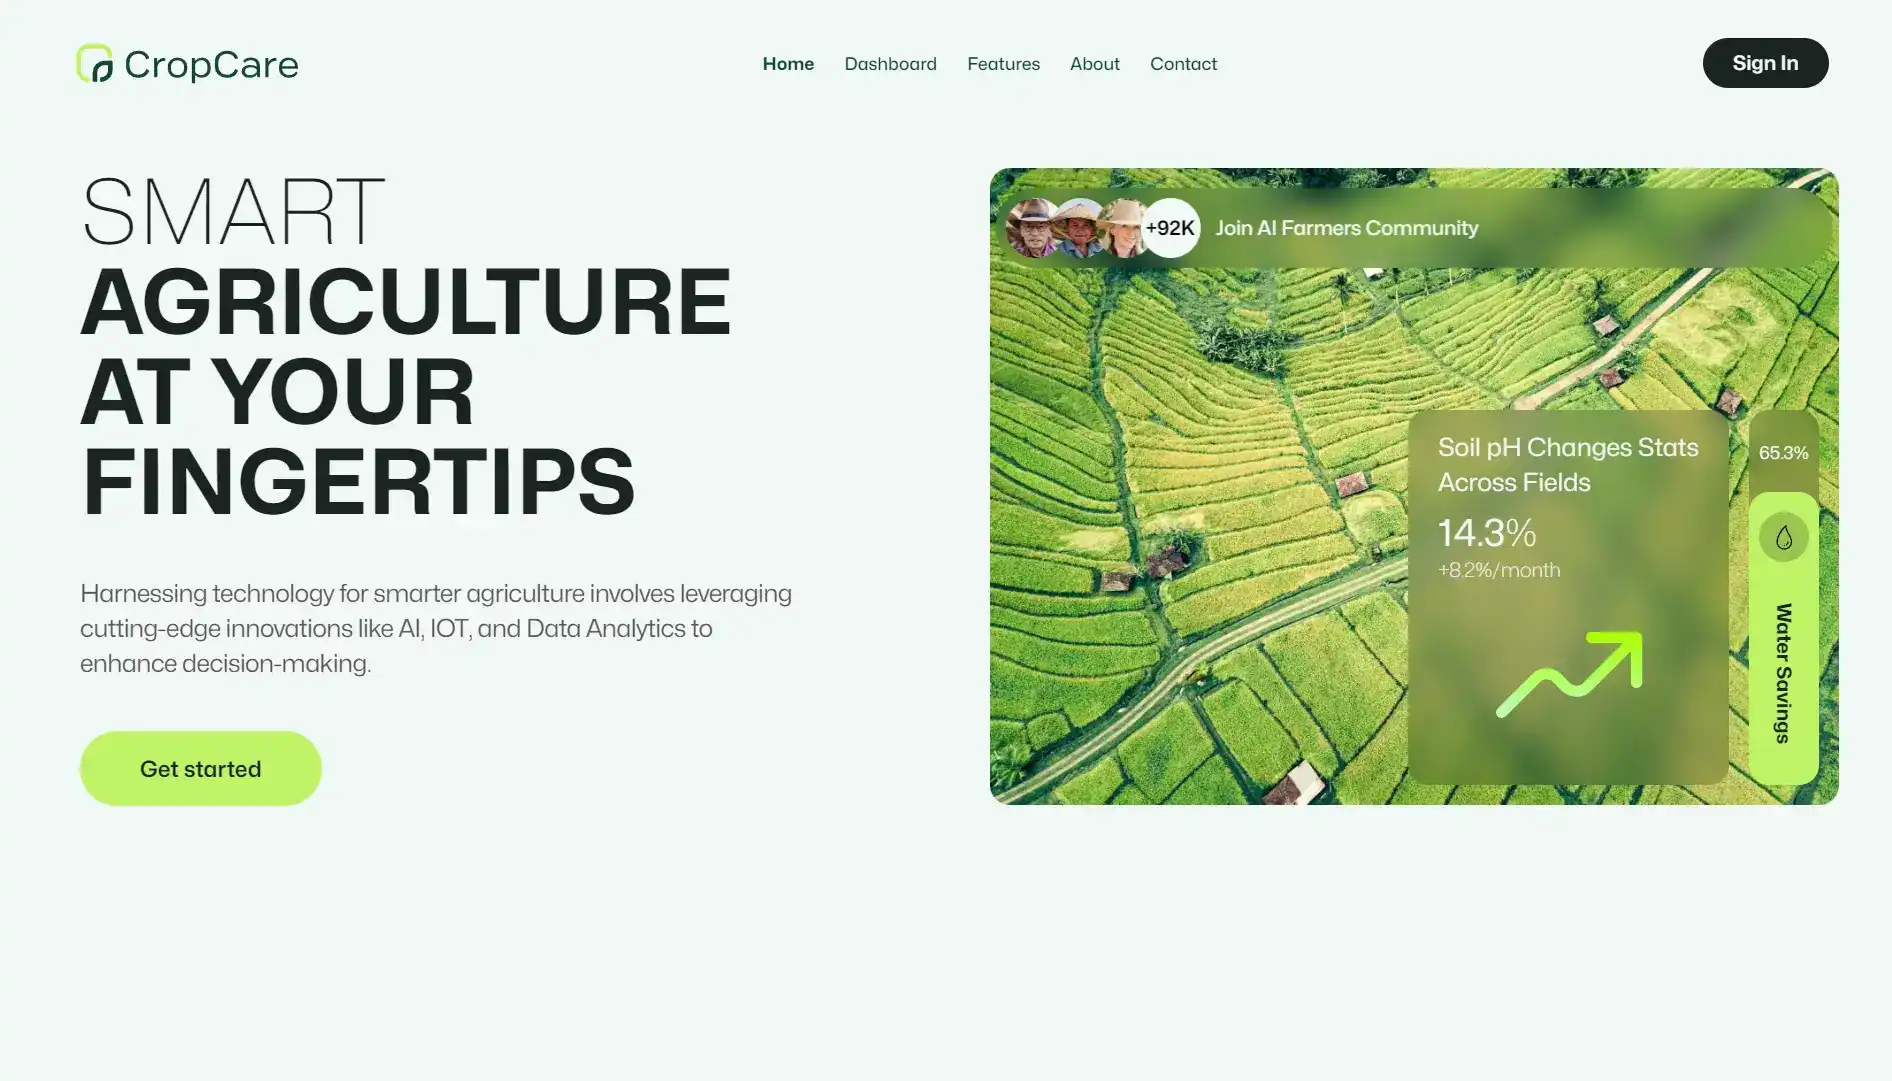 CropCare
Home Dashboard Features About Contact
Sign In
SMART
AGRICULTURE
AT YOUR
FINGERTIPS
Harnessing technology for smarter agriculture involves leveraging
cutting-edge innovations like AI, IOT, and Data Analytics to
enhance decision-making.
Get started
+92K Join AI Farmers Community
Soil pH Changes Stats
Across Fields
14.3%
+8.2%/month
65.3%
Water Savings